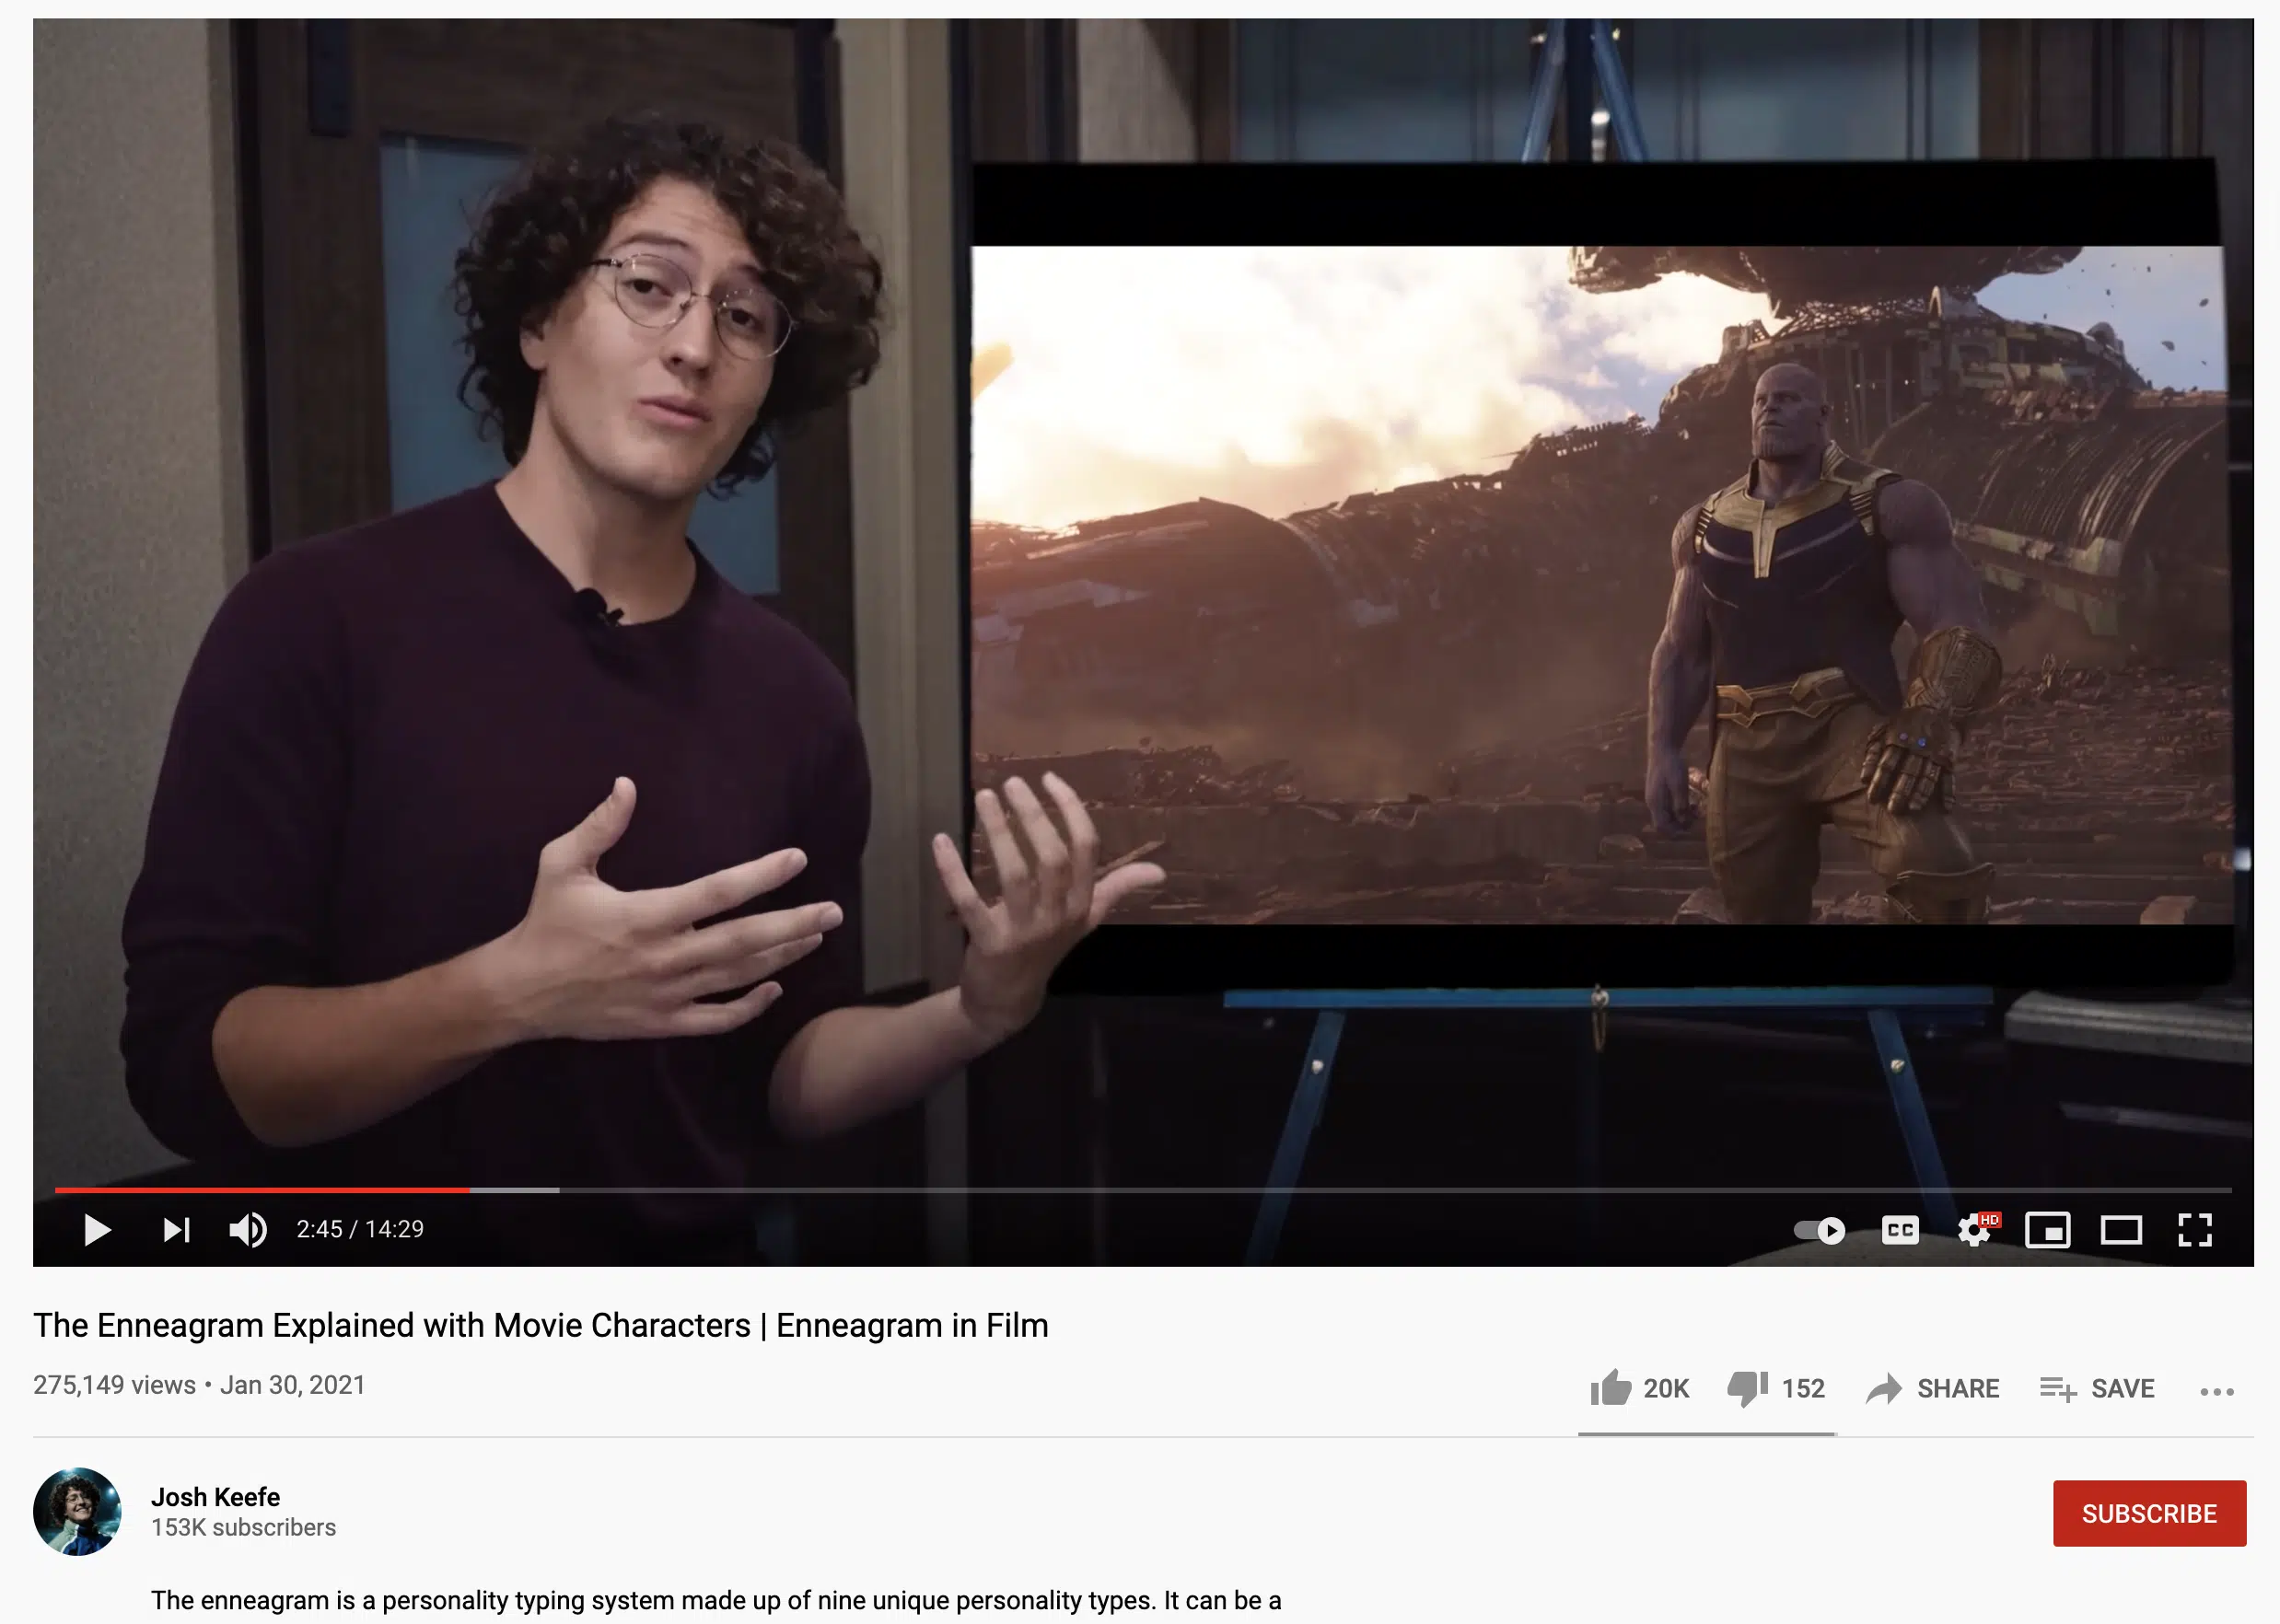 2:45 / 14:29
CC
HD
The Enneagram Explained with Movie Characters | Enneagram in Film
275,149 views • Jan 30, 2021
20K
152
SHARE
SAVE
Josh Keefe
153K subscribers
SUBSCRIBE
The enneagram is a personality typing system made up of nine unique personality types. It can be a